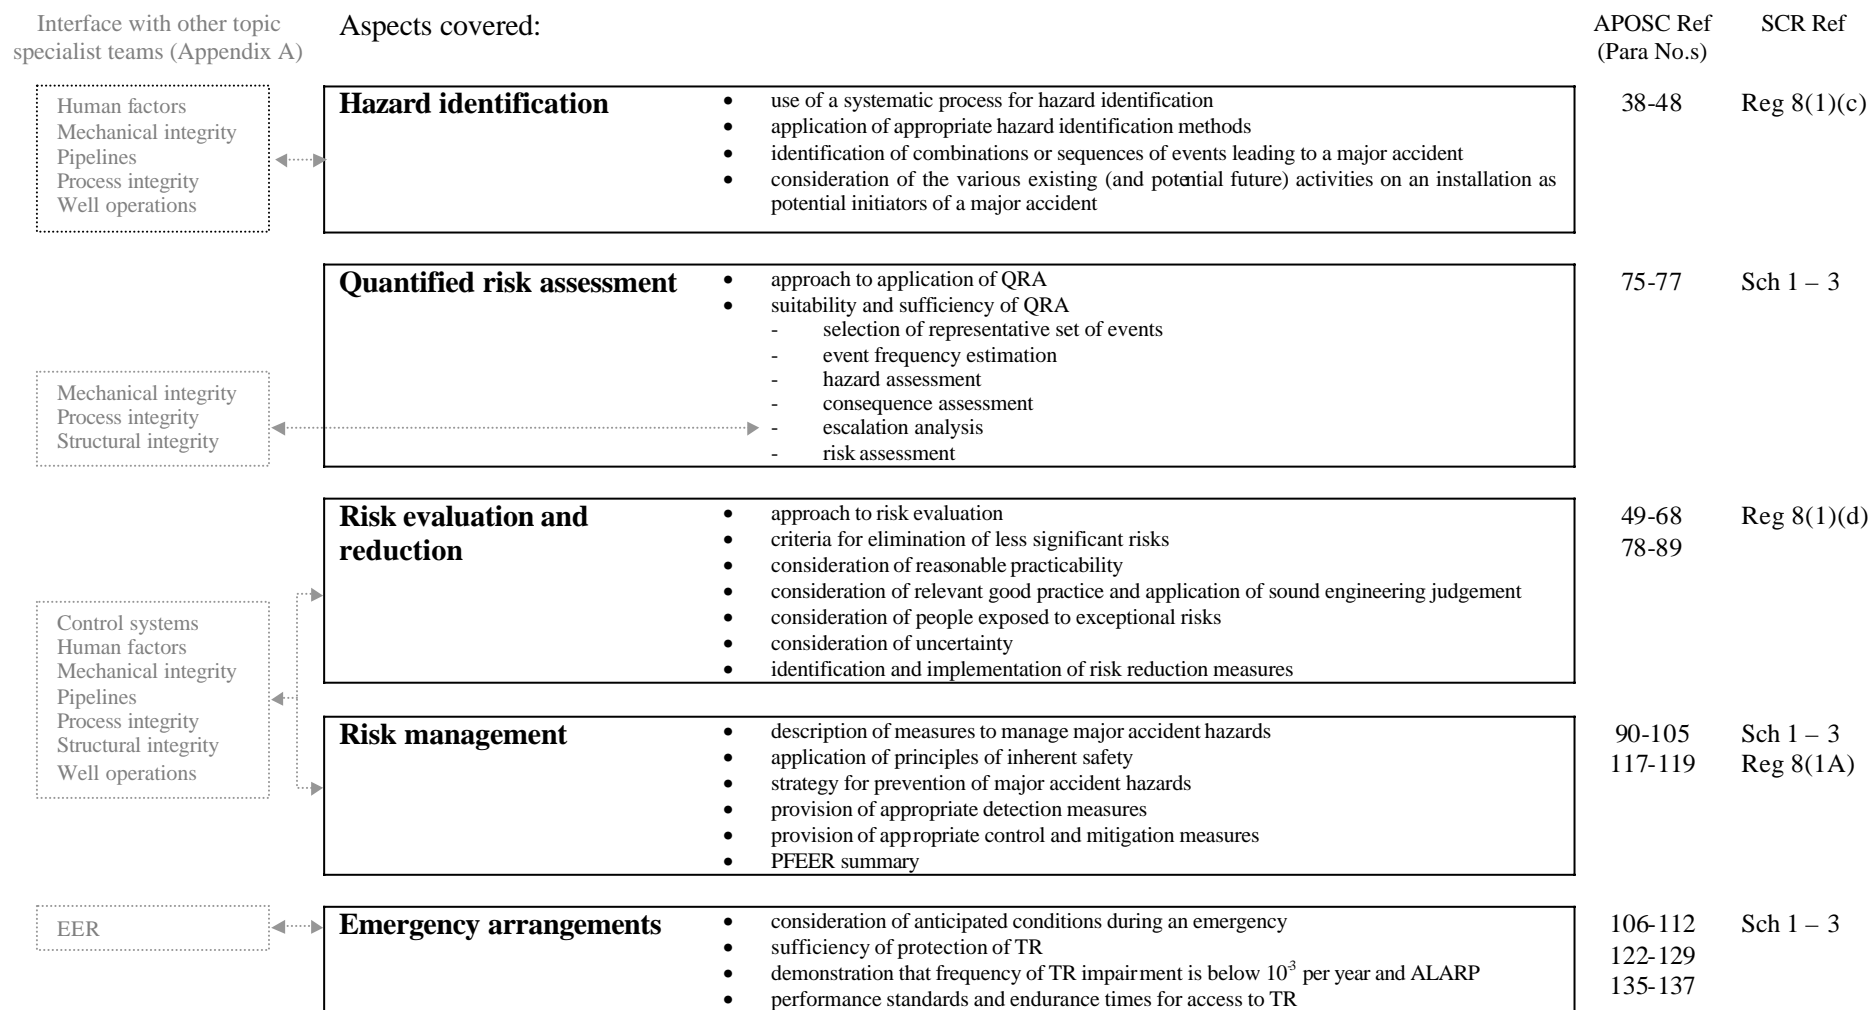 Interface with other topic
specialist teams (Appendix A)
Aspects covered:
APOSC Ref
(Para No.s)
SCR Ref
Human factors
Mechanical integrity
Pipelines
Process integrity
Well operations
Hazard identification
• use of a systematic process for hazard identification
• application of appropriate hazard identification methods
• identification of combinations or sequences of events leading to a major accident
• consideration of the various existing (and potential future) activities on an installation as
potential initiators of a major accident
38-48
Reg 8(1)(c)
Mechanical integrity
Process integrity
Structural integrity
Quantified risk assessment
• approach to application of QRA
• suitability and sufficiency of QRA
- selection of representative set of events
- event frequency estimation
- hazard assessment
- consequence assessment
- escalation analysis
- risk assessment
75-77
Sch 1 – 3
Control systems
Human factors
Mechanical integrity
Pipelines
Process integrity
Structural integrity
Well operations
Risk evaluation and
reduction
• approach to risk evaluation
• criteria for elimination of less significant risks
• consideration of reasonable practicability
• consideration of relevant good practice and application of sound engineering judgement
• consideration of people exposed to exceptional risks
• consideration of uncertainty
• identification and implementation of risk reduction measures
49-68
78-89
Reg 8(1)(d)
Risk management
• description of measures to manage major accident hazards
• application of principles of inherent safety
• strategy for prevention of major accident hazards
• provision of appropriate detection measures
• provision of appropriate control and mitigation measures
• PFEER summary
90-105
117-119
Sch 1 – 3
Reg 8(1A)
EER
Emergency arrangements
• consideration of anticipated conditions during an emergency
• sufficiency of protection of TR
• demonstration that frequency of TR impairment is below 10⁻³ per year and ALARP
• performance standards and endurance times for access to TR
106-112
122-129
135-137
Sch 1 – 3